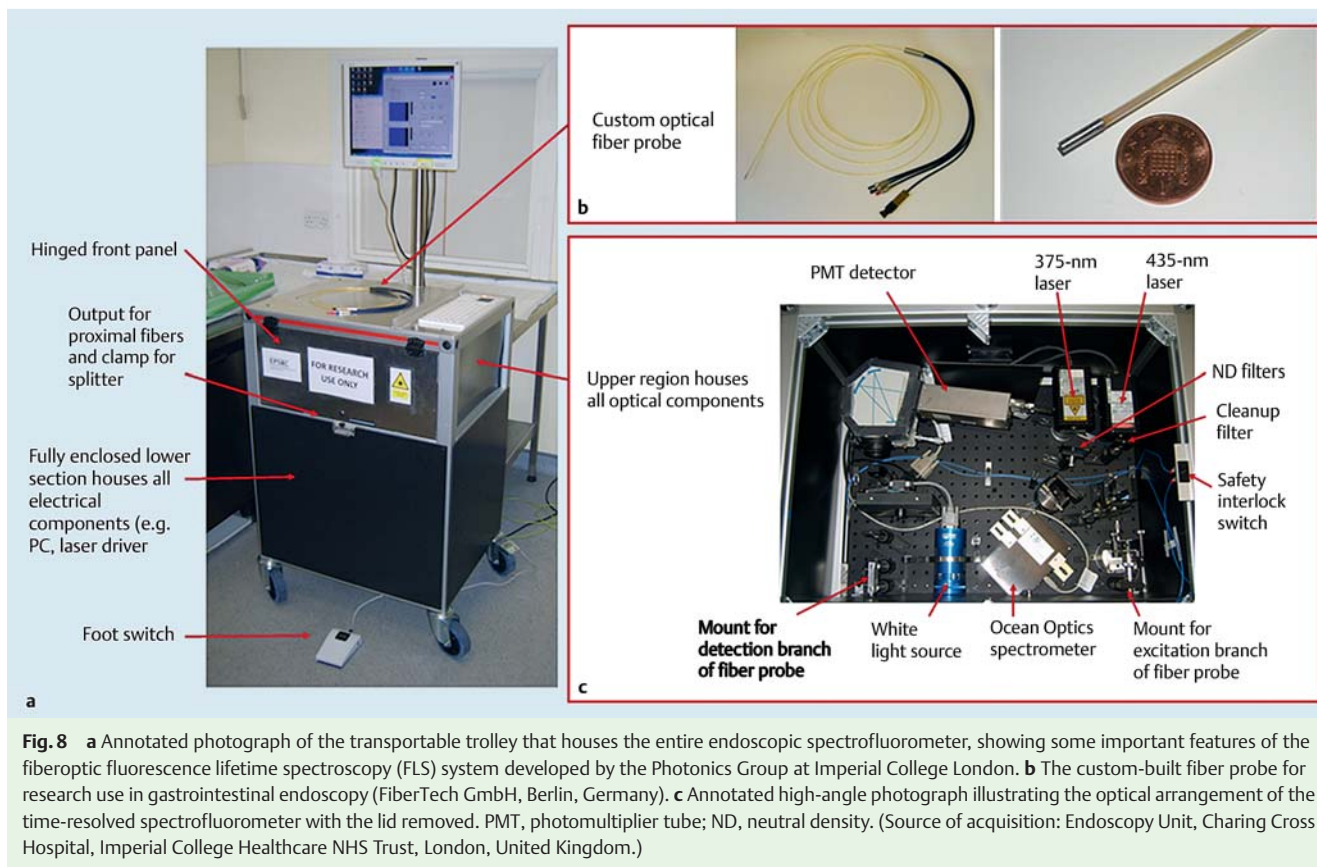 Hinged front panel
Output for
proximal fibers
and clamp for
splitter
Fully enclosed lower
section houses all
electrical
components (e.g.
PC, laser driver
Foot switch
EPSRC
FOR RESEARCH
USE ONLY
a
Custom optical
fiber probe
b
Upper region houses
all optical components
PMT detector
375-nm
laser
435-nm
laser
ND filters
Cleanup
filter
Safety
interlock
switch
Mount for
detection branch
of fiber probe
White
light source
Ocean Optics
spectrometer
Mount for
excitation branch
of fiber probe
c
Fig. 8 a Annotated photograph of the transportable trolley that houses the entire endoscopic spectrofluorometer, showing some important features of the
fiberoptic fluorescence lifetime spectroscopy (FLS) system developed by the Photonics Group at Imperial College London. b The custom-built fiber probe for
research use in gastrointestinal endoscopy (FiberTech GmbH, Berlin, Germany). c Annotated high-angle photograph illustrating the optical arrangement of the
time-resolved spectrofluorometer with the lid removed. PMT, photomultiplier tube; ND, neutral density. (Source of acquisition: Endoscopy Unit, Charing Cross
Hospital, Imperial College Healthcare NHS Trust, London, United Kingdom.)